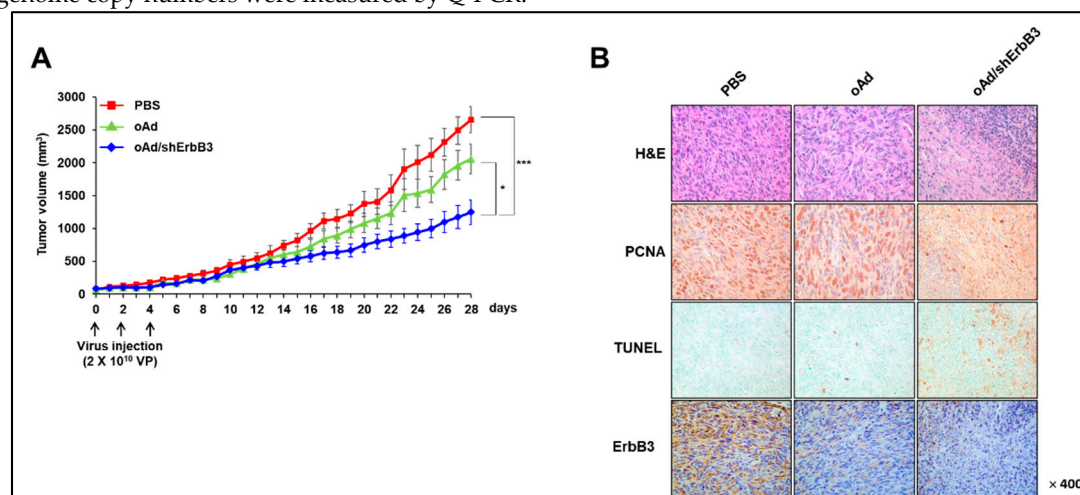 genome copy numbers were measured by Q-PCR.
A
3000
2500
2000
1500
1000
500
0
Tumor volume (mm³)
PBS
oAd
oAd/shErbB3
***
*
0 2 4 6 8 10 12 14 16 18 20 22 24 26 28 days
Virus injection
(2 X 10¹⁰ VP)
B
PBS oAd oAd/shErbB3
H&E
PCNA
TUNEL
ErbB3
× 400